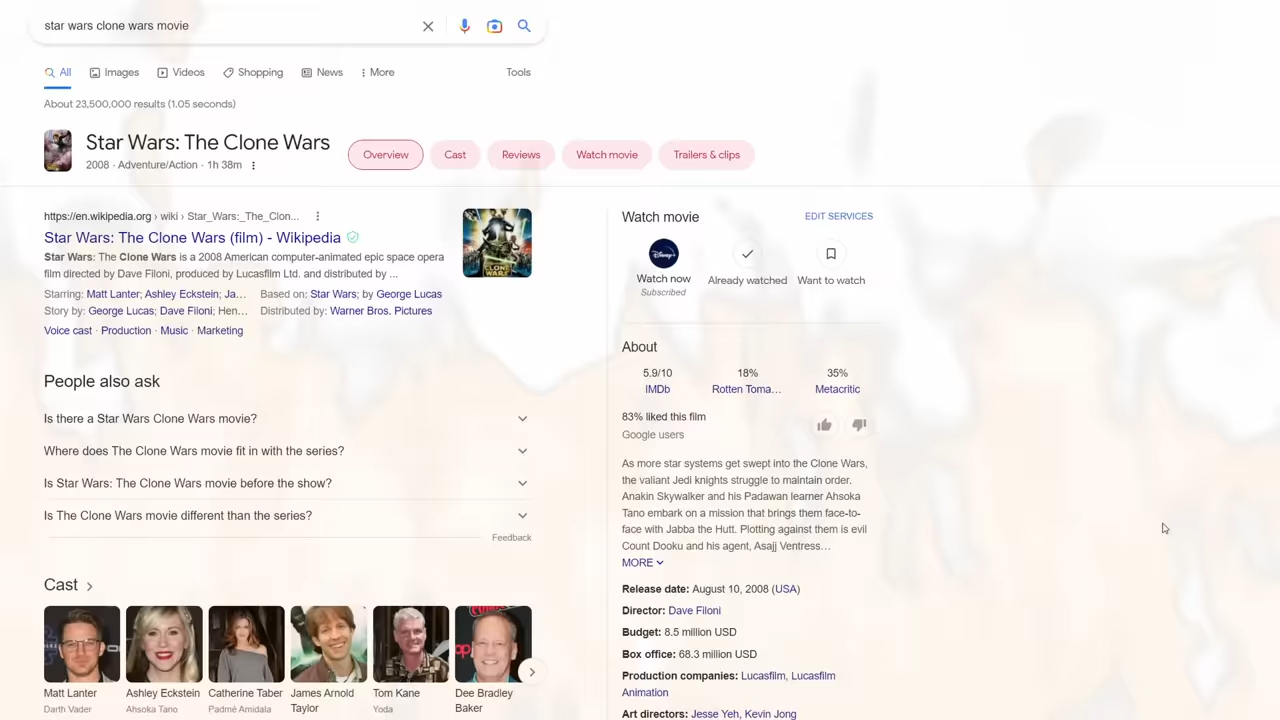 star wars clone wars movie
All
Images
Videos
Shopping
News
More
Tools
About 23,500,000 results (1.05 seconds)
Star Wars: The Clone Wars
2008 · Adventure/Action · 1h 38m
Overview
Cast
Reviews
Watch movie
Trailers & clips
https://en.wikipedia.org › wiki › Star_Wars:_The_Clon...
Star Wars: The Clone Wars (film) - Wikipedia
Star Wars: The Clone Wars is a 2008 American computer-animated epic space opera
film directed by Dave Filoni, produced by Lucasfilm Ltd. and distributed by ...
Starring: Matt Lanter; Ashley Eckstein; Ja...
Based on: Star Wars; by George Lucas
Story by: George Lucas; Dave Filoni; Hen...
Distributed by: Warner Bros. Pictures
Voice cast · Production · Music · Marketing
CLONE
WARS
People also ask
Is there a Star Wars Clone Wars movie?
Where does The Clone Wars movie fit in with the series?
Is Star Wars: The Clone Wars movie before the show?
Is The Clone Wars movie different than the series?
Feedback
Cast
Matt Lanter
Darth Vader
Ashley Eckstein
Ahsoka Tano
Catherine Taber
Padmé Amidala
James Arnold
Taylor
Tom Kane
Yoda
Dee Bradley
Baker
Watch movie
EDIT SERVICES
Disney+
Watch now
Subscribed
Already watched
Want to watch
About
5.9/10
IMDb
18%
Rotten Toma...
35%
Metacritic
83% liked this film
Google users
As more star systems get swept into the Clone Wars,
the valiant Jedi knights struggle to maintain order.
Anakin Skywalker and his Padawan learner Ahsoka
Tano embark on a mission that brings them face-to-
face with Jabba the Hutt. Plotting against them is evil
Count Dooku and his agent, Asajj Ventress...
MORE
Release date: August 10, 2008 (USA)
Director: Dave Filoni
Budget: 8.5 million USD
Box office: 68.3 million USD
Production companies: Lucasfilm, Lucasfilm
Animation
Art directors: Jesse Yeh, Kevin Jong